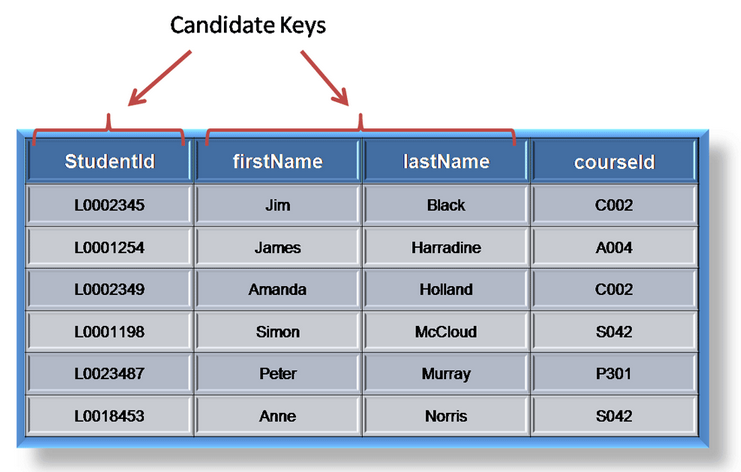 Candidate Keys
StudentId firstName lastName courseId
L0002345 Jim Black C002
L0001254 James Harradine A004
L0002349 Amanda Holland C002
L0001198 Simon McCloud S042
L0023487 Peter Murray P301
L0018453 Anne Norris S042